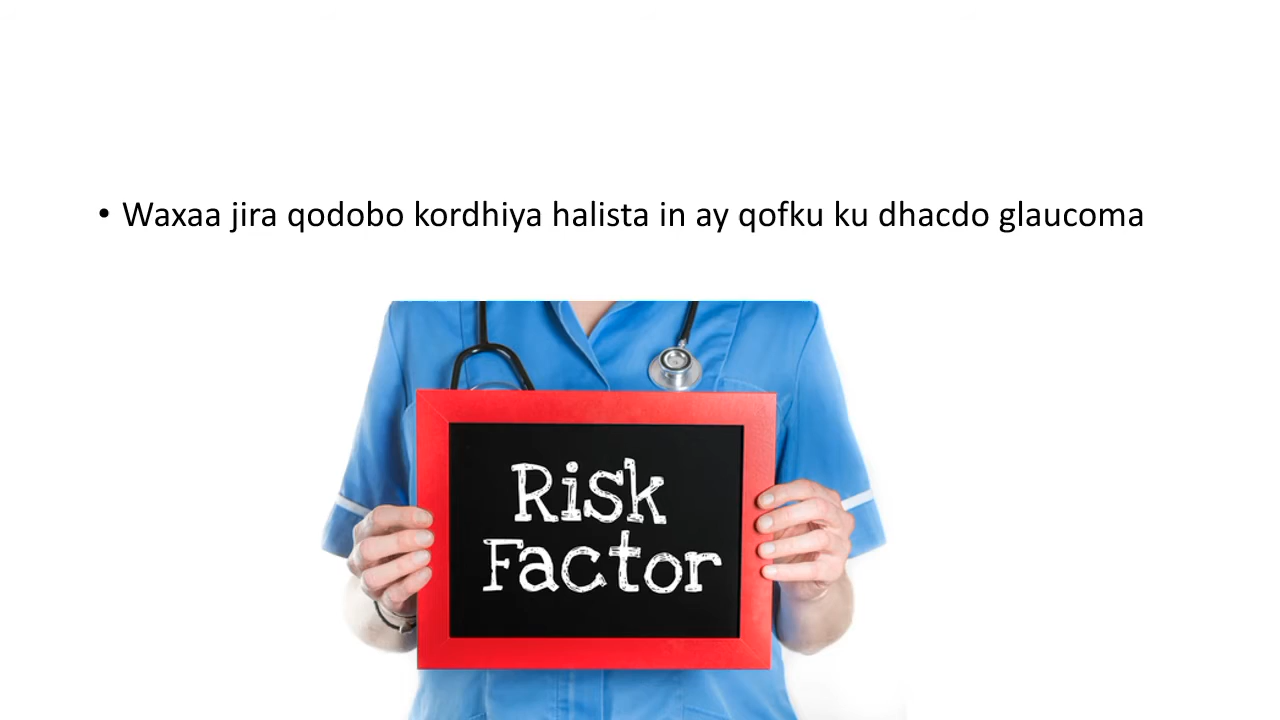 • Waxaa jira qodobo kordhiya halista in ay qofku ku dhacdo glaucoma
Risk
Factor